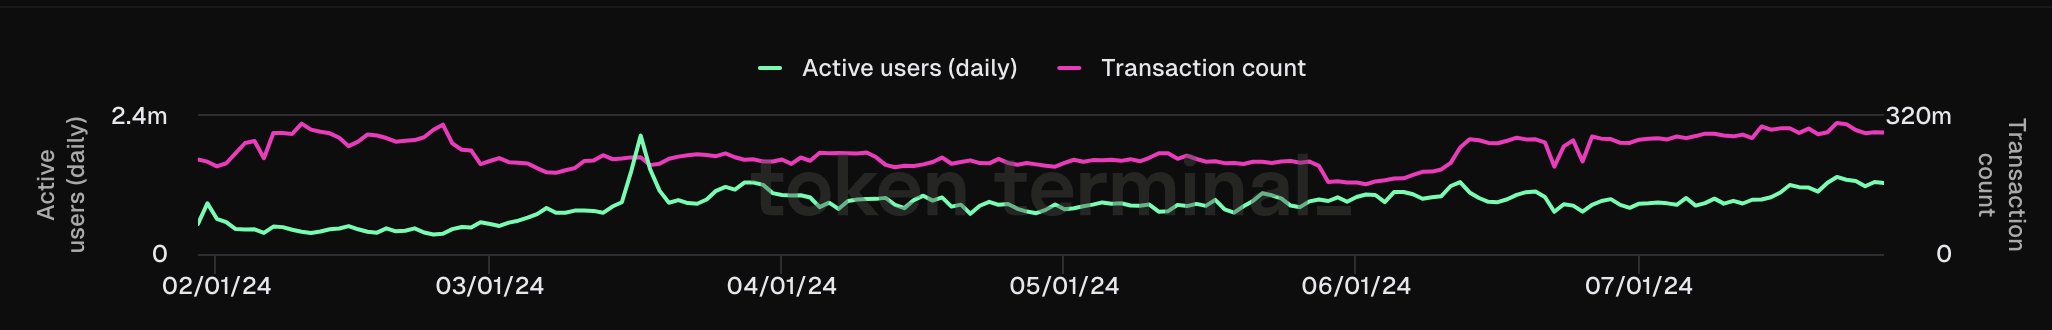 Active users (daily)
Transaction count
2.4m
320m
Active
users (daily)
Transaction
count
token terminal_
0
0
02/01/24
03/01/24
04/01/24
05/01/24
06/01/24
07/01/24